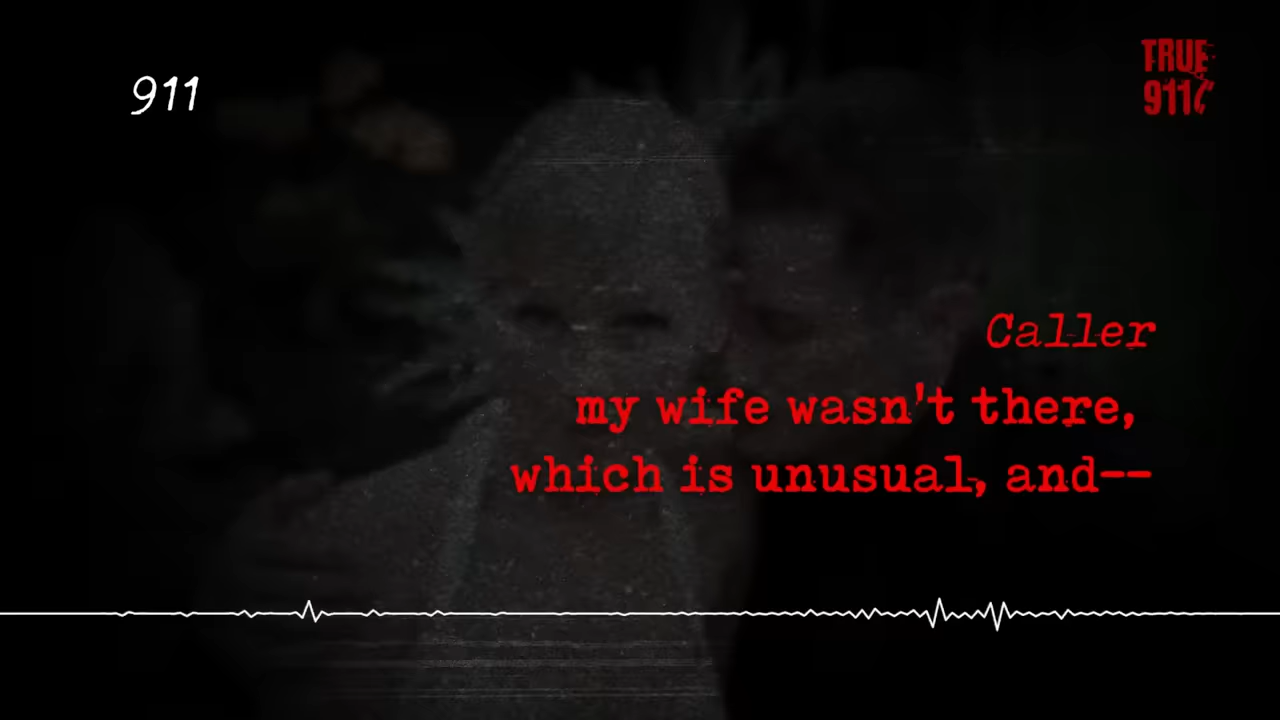 911
TRUE
911
Caller
my wife wasn't there,
which is unusual, and--